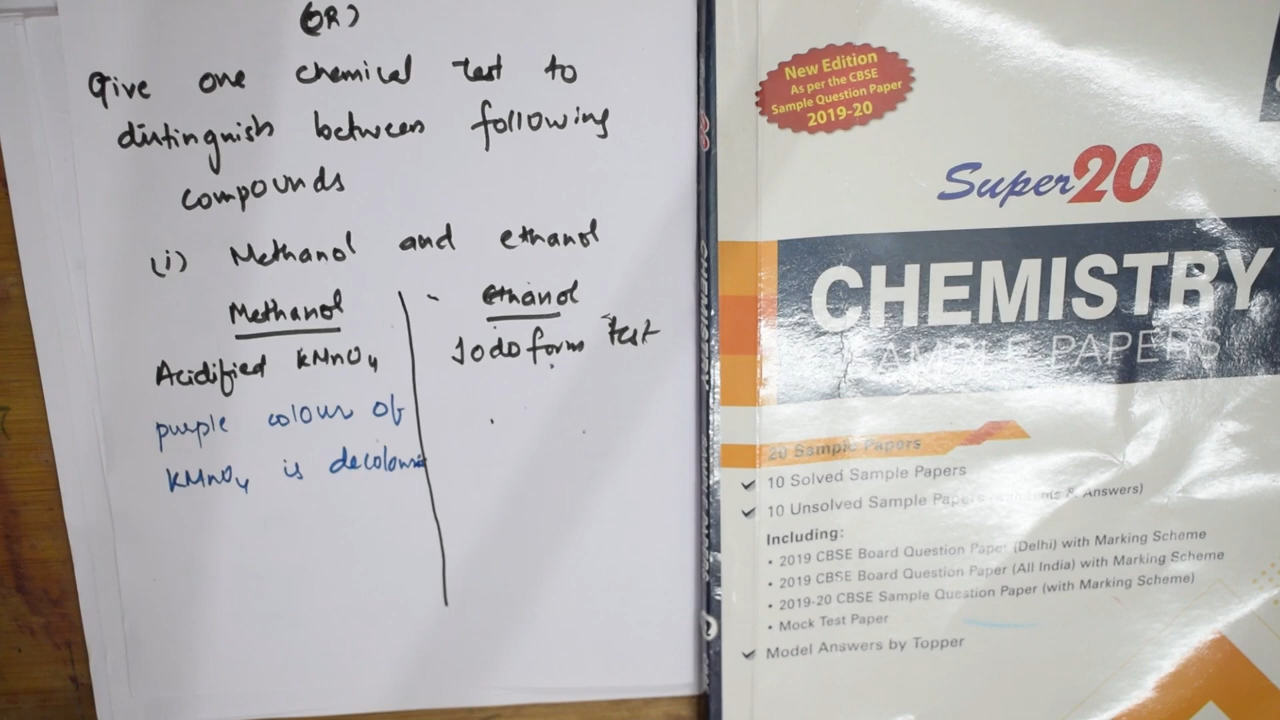 (OR)
Give one chemical test to
distinguish between following
compounds
(i) Methanol and ethanol
Methanol
Acidified KMnO4
purple colour of
KMnO4 is decolouris
ethanol
Iodoform test
New Edition
As per the CBSE
Sample Question Paper
2019-20
Super20
CHEMISTRY
SAMPLE PAPERS
20 Sample Papers
✓ 10 Solved Sample Papers
✓ 10 Unsolved Sample Papers (with Hints & Answers)
Including:
• 2019 CBSE Board Question Paper (Delhi) with Marking Scheme
• 2019 CBSE Board Question Paper (All India) with Marking Scheme
• 2019-20 CBSE Sample Question Paper (with Marking Scheme)
• Mock Test Paper
✓ Model Answers by Topper